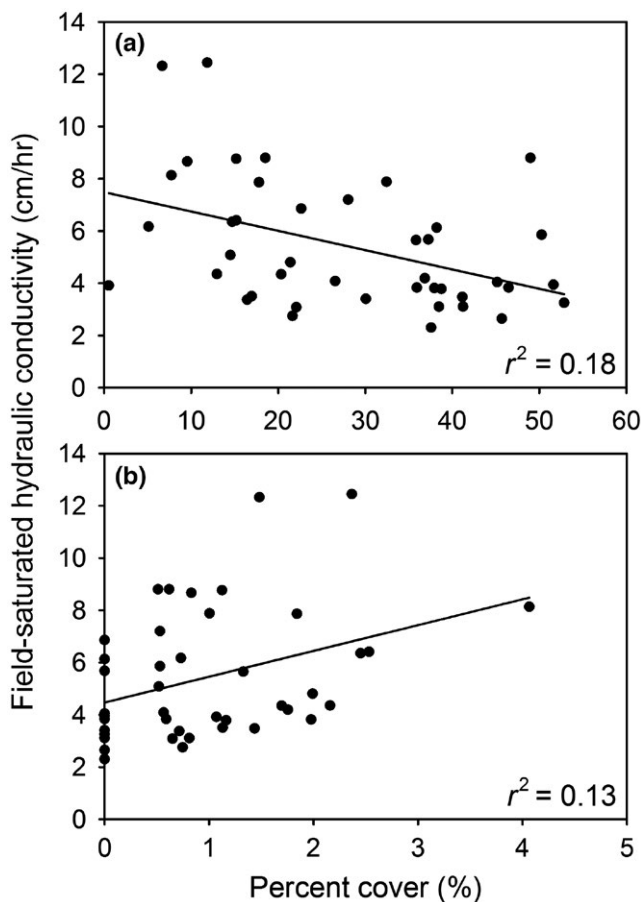 Field-saturated hydraulic conductivity (cm/hr)
(a)
14
12
10
8
6
4
2
0
r² = 0.18
0 10 20 30 40 50 60
(b)
14
12
10
8
6
4
2
0
r² = 0.13
0 1 2 3 4 5
Percent cover (%)